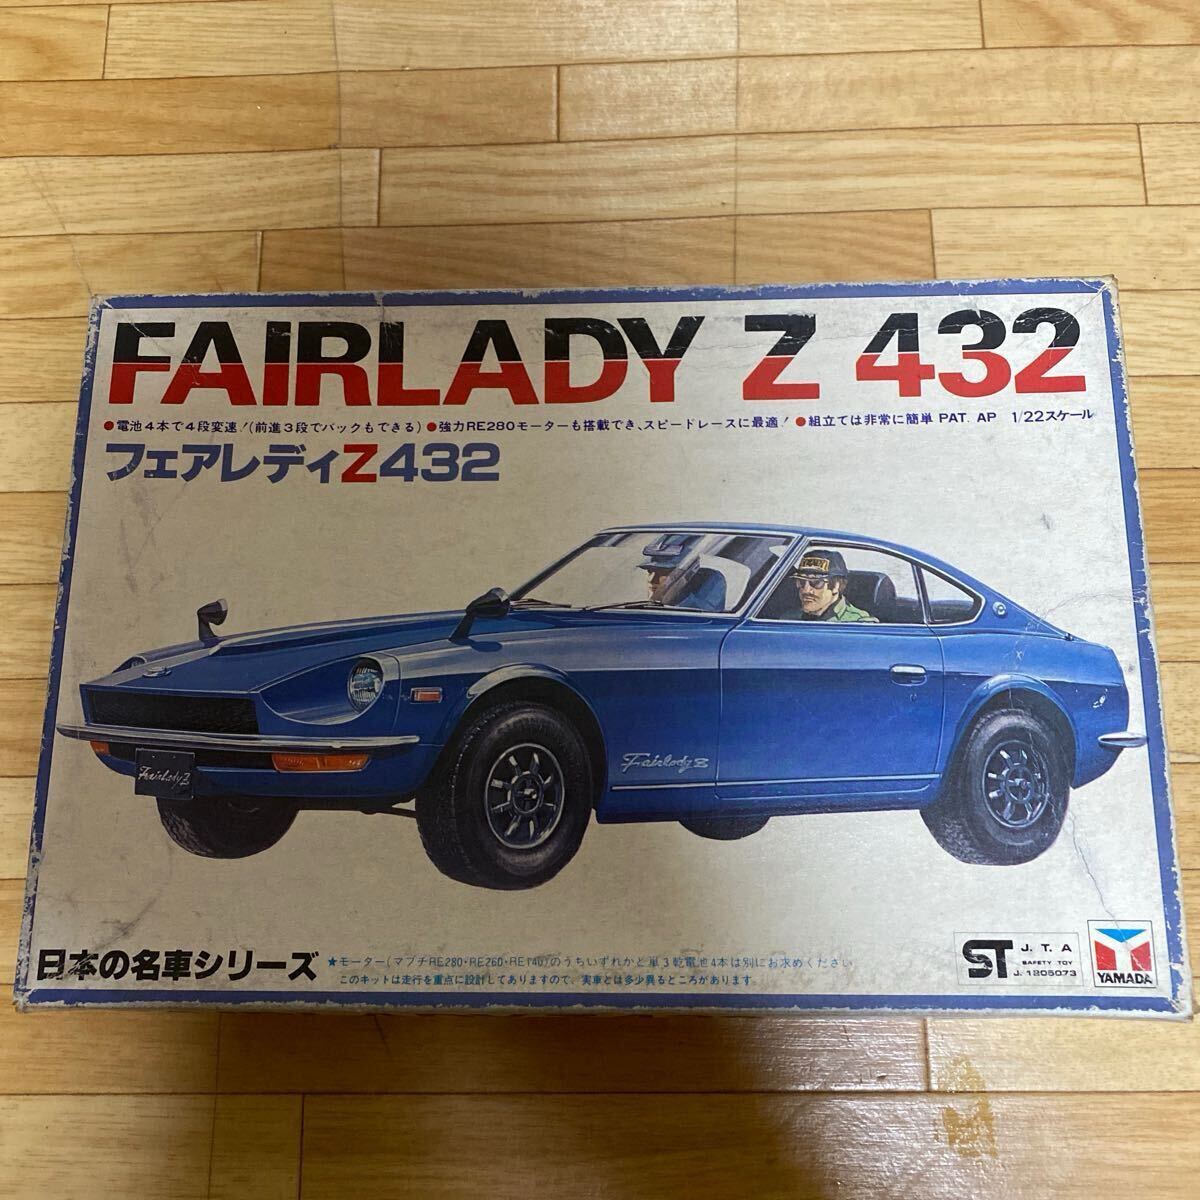 FAIRLADY Z 432
●電池4本で4段変速!(前進3段でバックもできる) ●強力RE280モーターも搭載でき、スピードレースに最適! ●組立ては非常に簡単 PAT. AP 1/22スケール
フェアレディZ432
FAIRLADY
Fairlady Z
Fairlady Z
日本の名車シリーズ
★モーター(マブチRE280・RE260・RE140)のうちいずれかと単3乾電池4本は別にお求めください
このキットは走行を重点に設計してありますので、実車とは多少異るところがあります。
ST
J. T. A
SAFETY TOY
J. 1205073
YAMADA